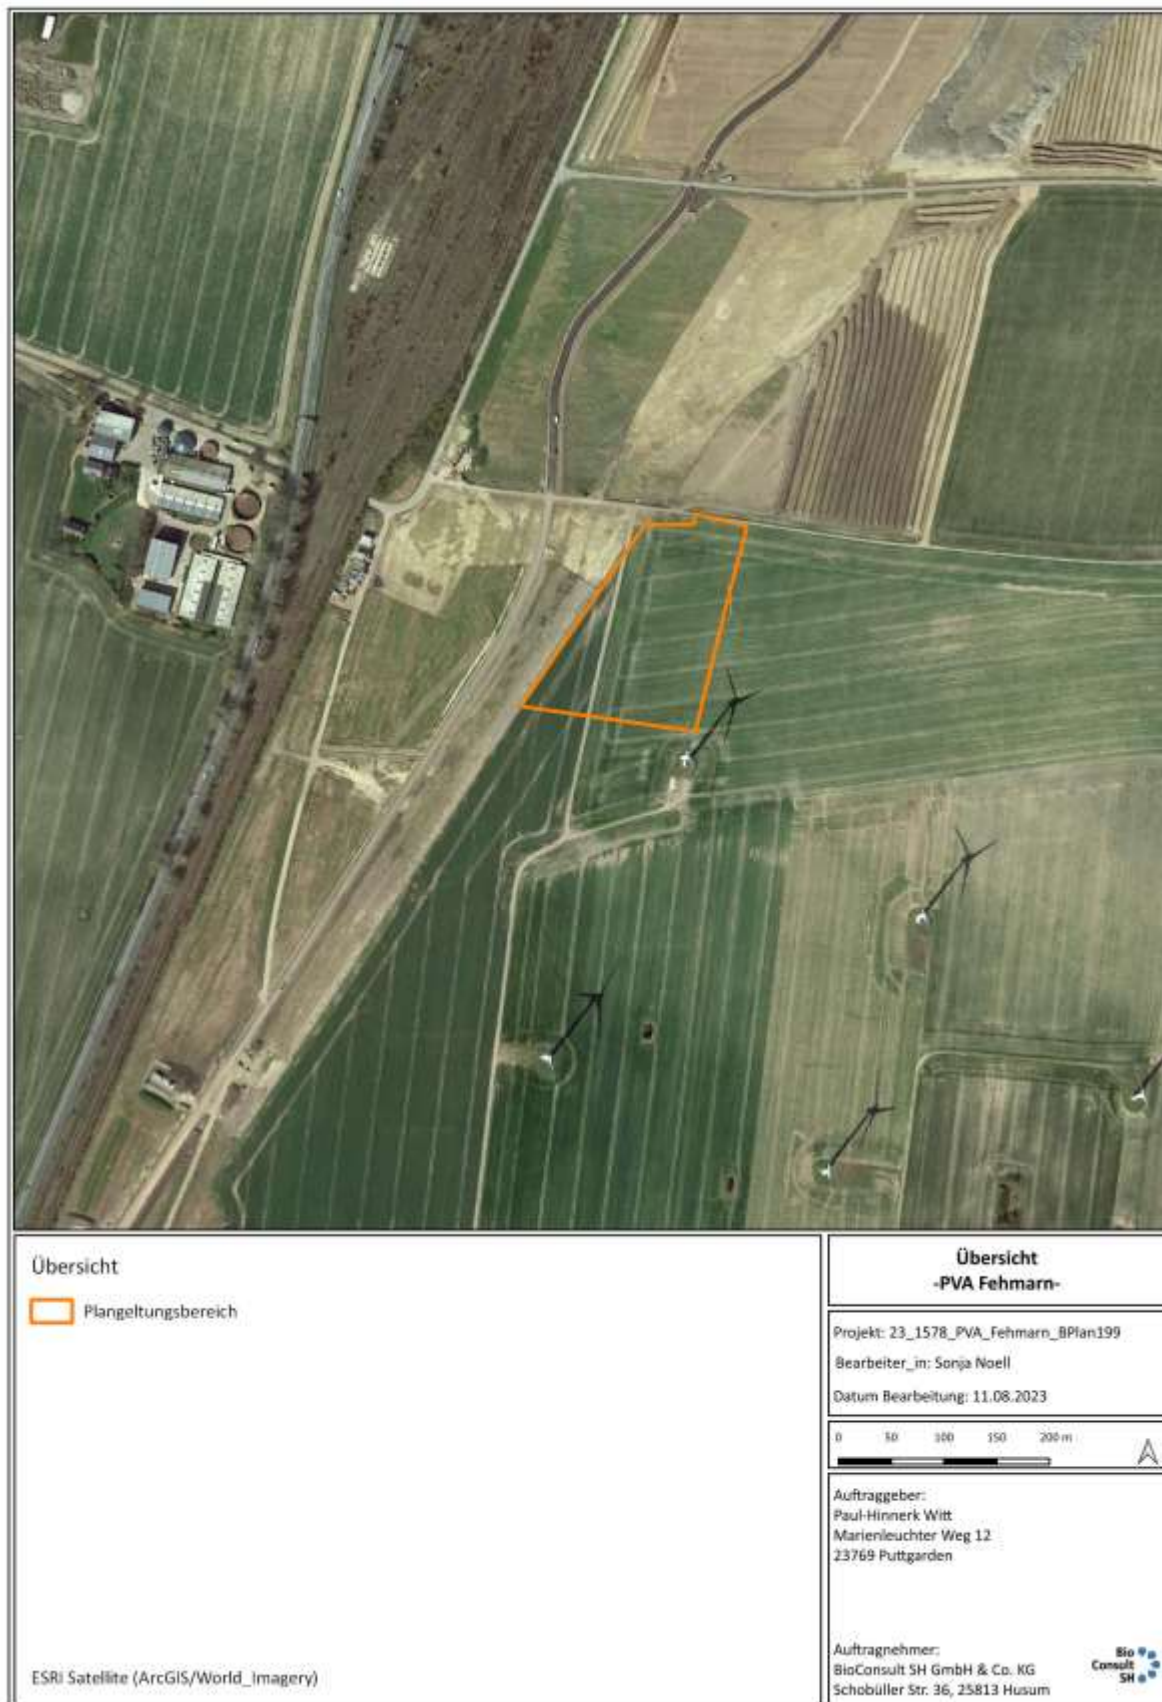 Übersicht
Plangeltungsbereich
ESRI Satellite (ArcGIS/World_Imagery)
Übersicht
-PVA Fehmarn-
Projekt: 23_1578_PVA_Fehmarn_BPlan199
Bearbeiter_in: Sonja Noell
Datum Bearbeitung: 11.08.2023
0 50 100 150 200 m
Auftraggeber:
Paul-Hinnerk Witt
Marienleuchter Weg 12
23769 Puttgarden
Auftragnehmer:
BioConsult SH GmbH & Co. KG
Schobüller Str. 36, 25813 Husum
Bio
Consult
SH